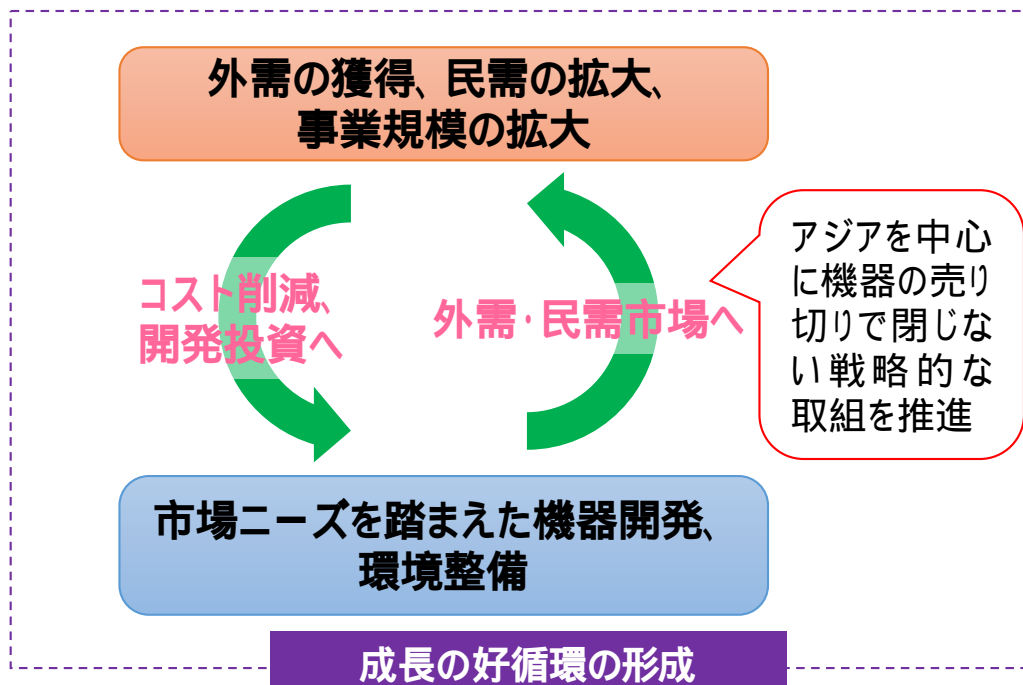 外需の獲得、民需の拡大、
事業規模の拡大
コスト削減、
開発投資へ
外需・民需市場へ
アジアを中心
に機器の売り
切りで閉じな
い戦略的な
取組を推進
市場ニーズを踏まえた機器開発、
環境整備
成長の好循環の形成